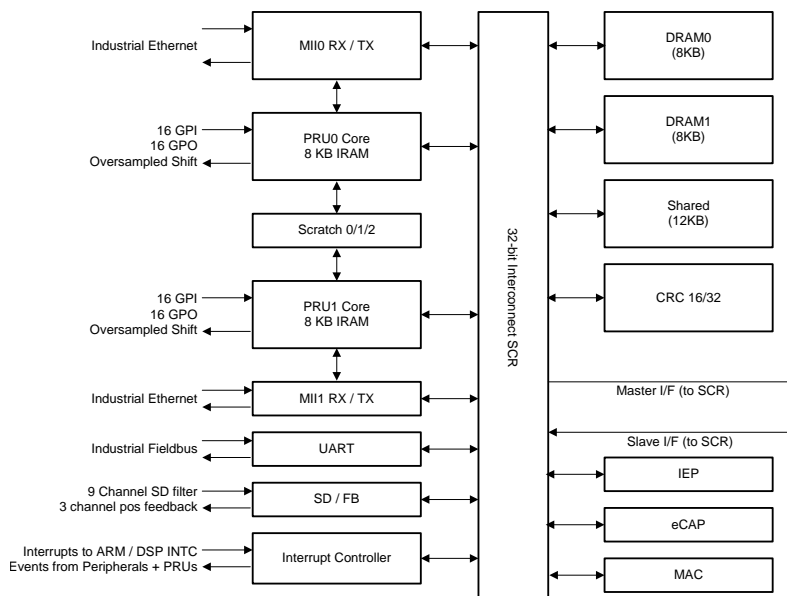 Industrial Ethernet
MII0 RX / TX
16 GPI
16 GPO
Oversampled Shift
PRU0 Core
8 KB IRAM
Scratch 0/1/2
16 GPI
16 GPO
Oversampled Shift
PRU1 Core
8 KB IRAM
Industrial Ethernet
MII1 RX / TX
Industrial Fieldbus
UART
9 Channel SD filter
3 channel pos feedback
SD / FB
Interrupts to ARM / DSP INTC
Events from Peripherals + PRUs
Interrupt Controller
32-bit Interconnect SCR
DRAM0
(8KB)
DRAM1
(8KB)
Shared
(12KB)
CRC 16/32
Master I/F (to SCR)
Slave I/F (to SCR)
IEP
eCAP
MAC